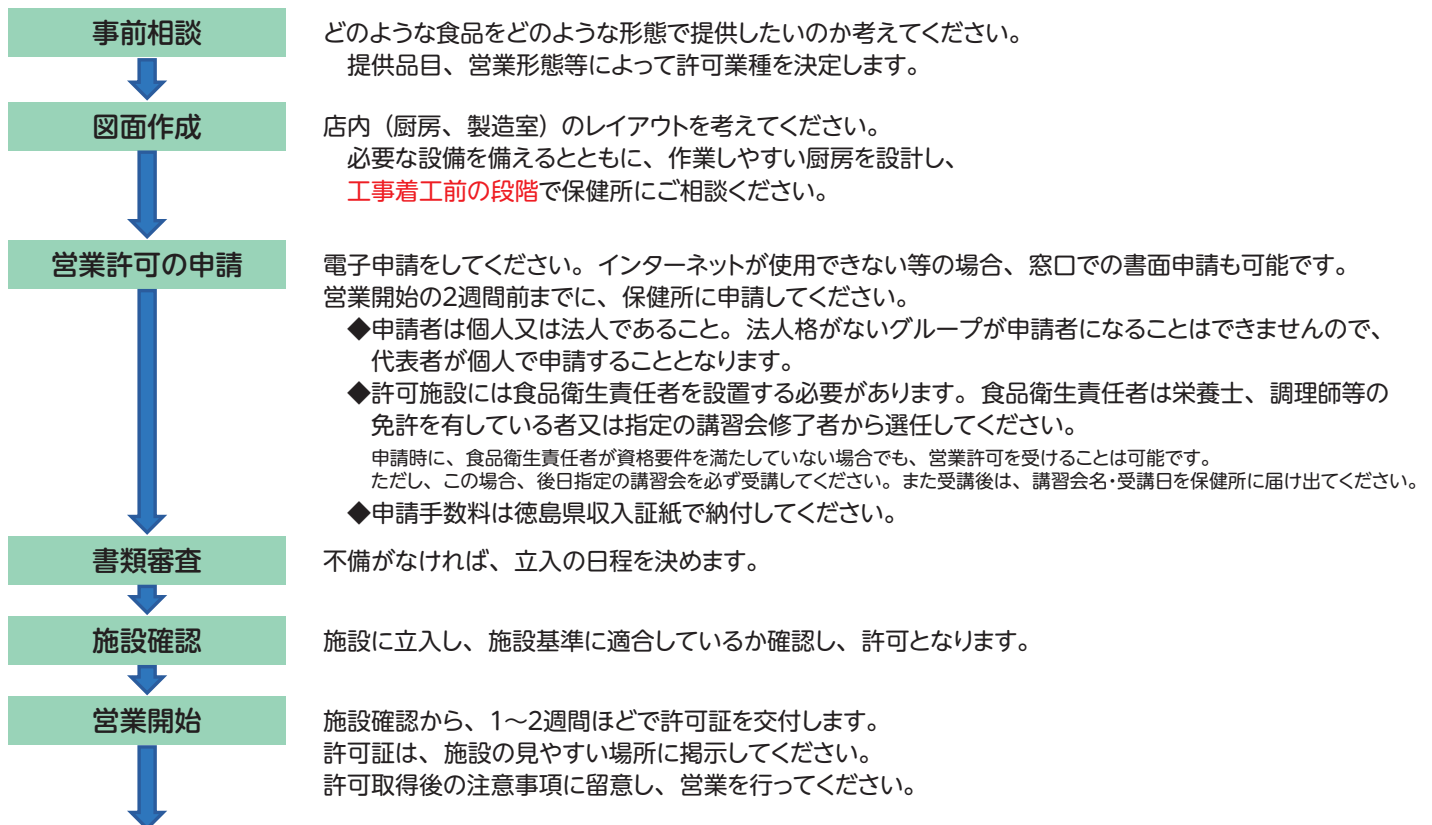 事前相談
どのような食品をどのような形態で提供したいのか考えてください。
提供品目、営業形態等によって許可業種を決定します。
図面作成
店内（厨房、製造室）のレイアウトを考えてください。
必要な設備を備えるとともに、作業しやすい厨房を設計し、
工事着工前の段階で保健所にご相談ください。
営業許可の申請
電子申請をしてください。インターネットが使用できない等の場合、窓口での書面申請も可能です。
営業開始の2週間前までに、保健所に申請してください。
◆申請者は個人又は法人であること。法人格がないグループが申請者になることはできませんので、
代表者が個人で申請することとなります。
◆許可施設には食品衛生責任者を設置する必要があります。食品衛生責任者は栄養士、調理師等の
免許を有している者又は指定の講習会修了者から選任してください。
申請時に、食品衛生責任者が資格要件を満たしていない場合でも、営業許可を受けることは可能です。
ただし、この場合、後日指定の講習会を必ず受講してください。また受講後は、講習会名・受講日を保健所に届け出てください。
◆申請手数料は徳島県収入証紙で納付してください。
書類審査
不備がなければ、立入の日程を決めます。
施設確認
施設に立入し、施設基準に適合しているか確認し、許可となります。
営業開始
施設確認から、1～2週間ほどで許可証を交付します。
許可証は、施設の見やすい場所に掲示してください。
許可取得後の注意事項に留意し、営業を行ってください。